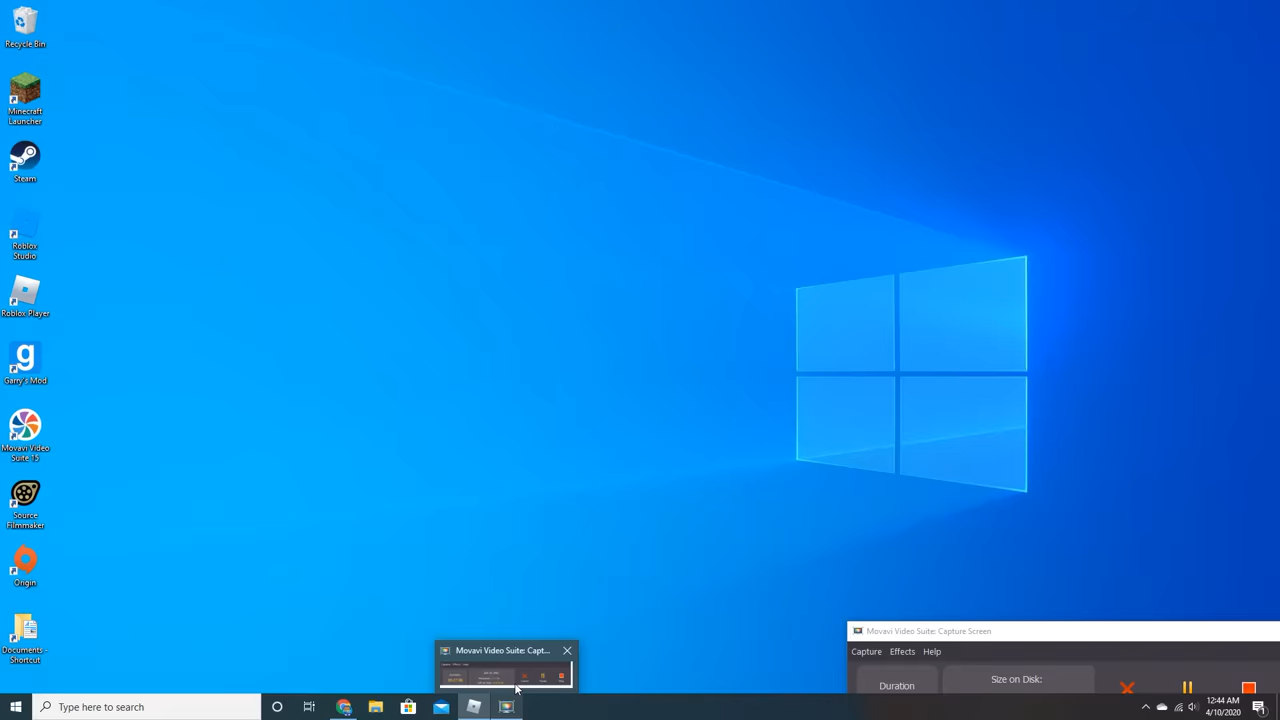 Recycle Bin
Minecraft
Launcher
Steam
Roblox
Studio
Roblox Player
g
Garry's Mod
Movavi Video
Suite 15
Source
Filmmaker
Origin
Documents -
Shortcut
Movavi Video Suite: Capture Screen
Capture Effects Help
Duration
Size on Disk:
Movavi Video Suite: Capt...
Type here to search
12:44 AM
4/10/2020